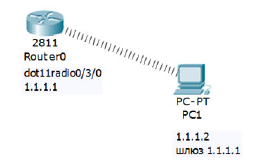 2811
Router0
dot11radio0/3/0
1.1.1.1
PC-PT
PC1
1.1.1.2
шлюз 1.1.1.1